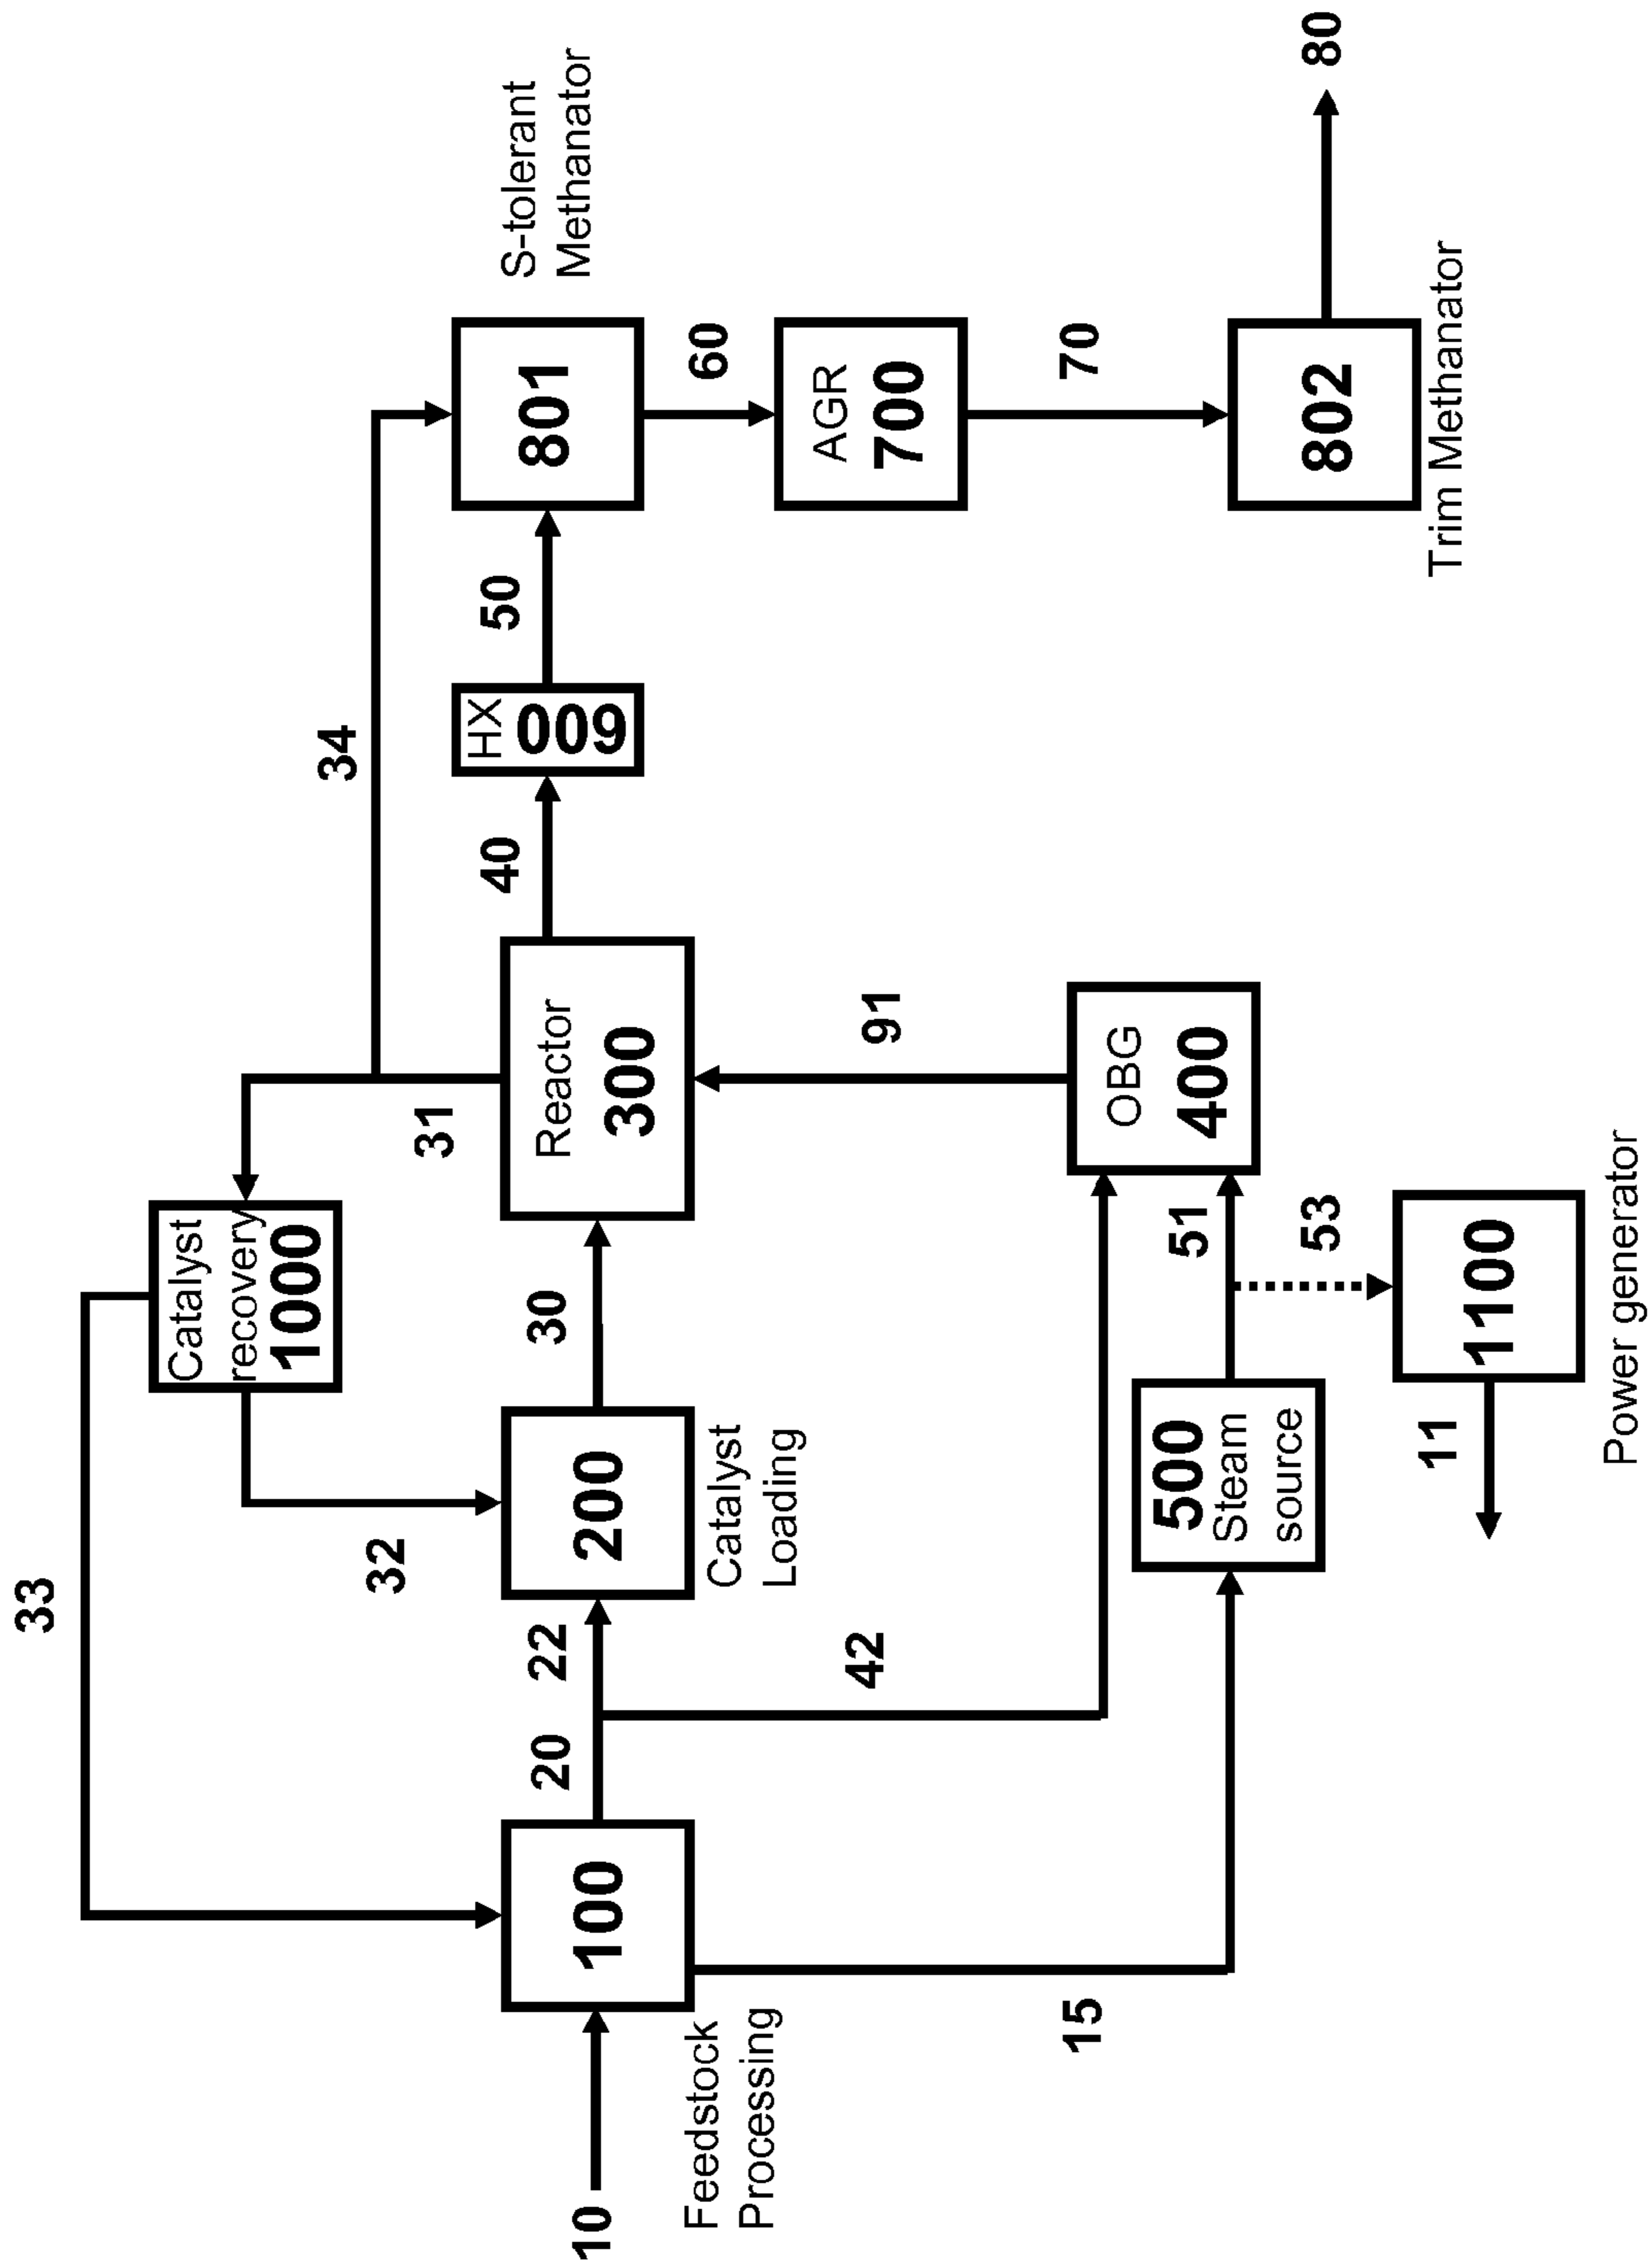 33
Catalyst
recovery
1000
34
32
31
10
100
Feedstock
Processing
20
22
200
Catalyst
Loading
30
Reactor
300
40
HX
600
50
801
S-tolerant
Methanator
60
AGR
700
42
91
15
70
500
Steam
source
51
OBG
400
53
802
Trim Methanator
80
11
1100
Power generator